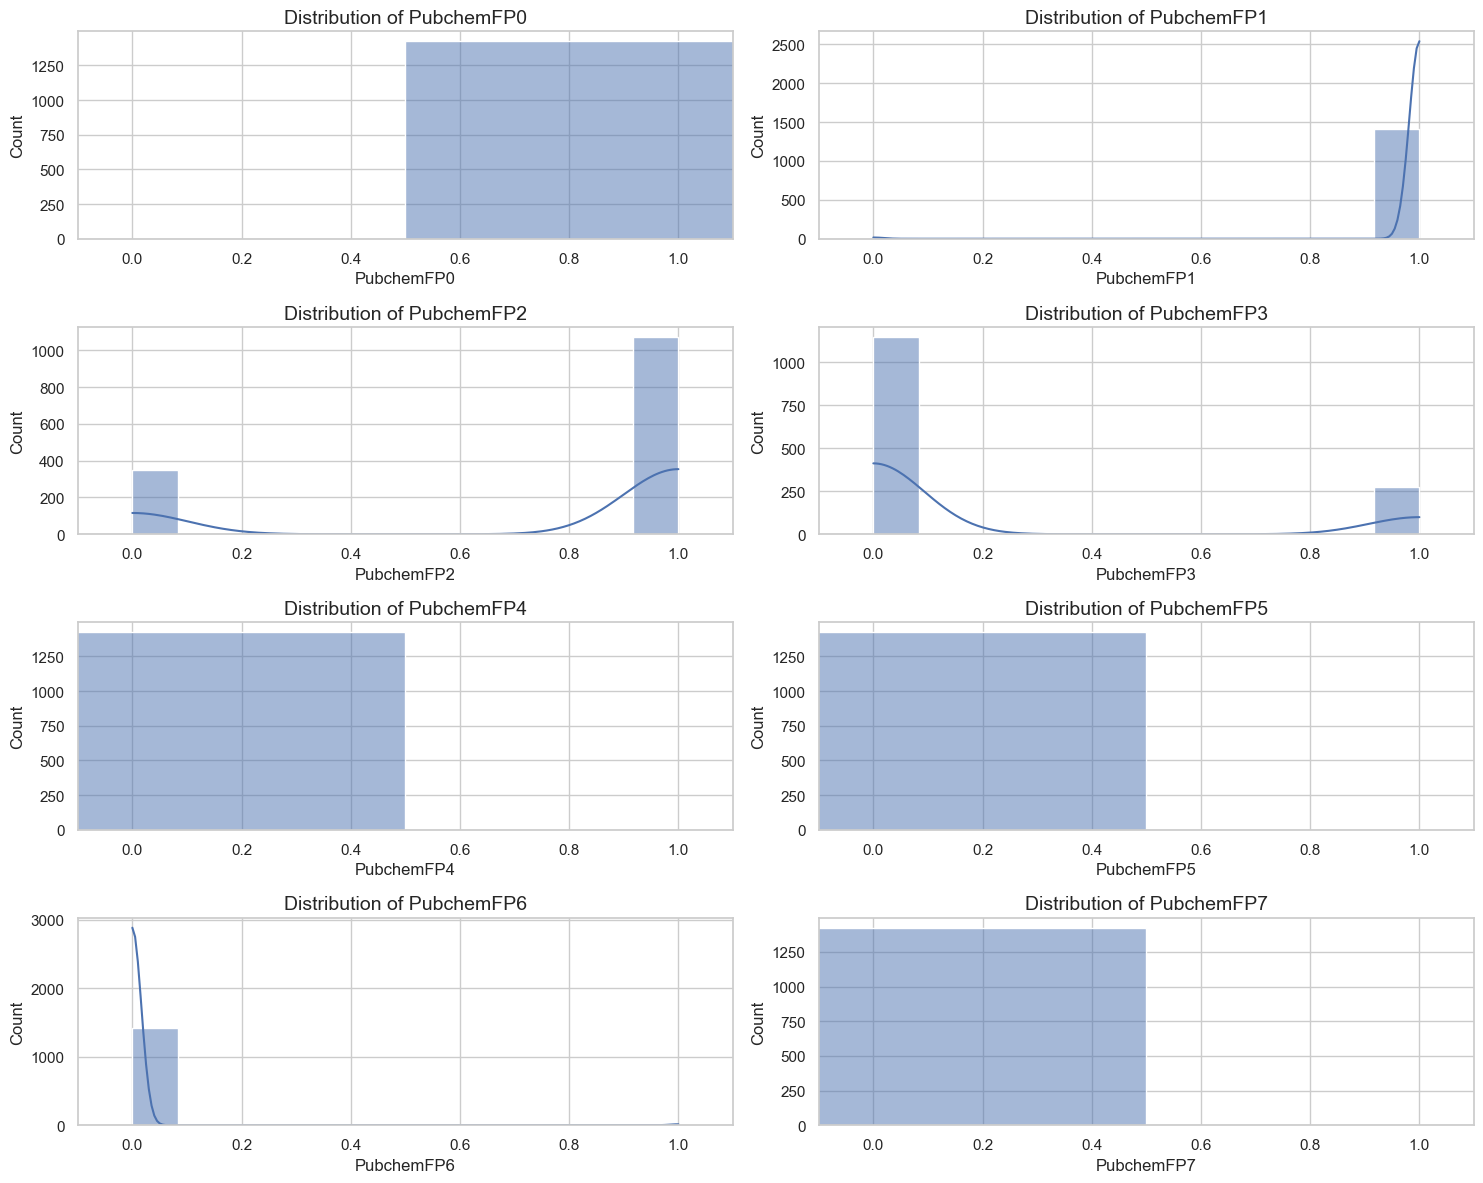 Distribution of PubchemFP0
Count
1250
1000
750
500
250
0
0.0 0.2 0.4 0.6 0.8 1.0
PubchemFP0
Distribution of PubchemFP1
Count
2500
2000
1500
1000
500
0
0.0 0.2 0.4 0.6 0.8 1.0
PubchemFP1
Distribution of PubchemFP2
Count
1000
800
600
400
200
0
0.0 0.2 0.4 0.6 0.8 1.0
PubchemFP2
Distribution of PubchemFP3
Count
1000
750
500
250
0
0.0 0.2 0.4 0.6 0.8 1.0
PubchemFP3
Distribution of PubchemFP4
Count
1250
1000
750
500
250
0
0.0 0.2 0.4 0.6 0.8 1.0
PubchemFP4
Distribution of PubchemFP5
Count
1250
1000
750
500
250
0
0.0 0.2 0.4 0.6 0.8 1.0
PubchemFP5
Distribution of PubchemFP6
Count
3000
2000
1000
0
0.0 0.2 0.4 0.6 0.8 1.0
PubchemFP6
Distribution of PubchemFP7
Count
1250
1000
750
500
250
0
0.0 0.2 0.4 0.6 0.8 1.0
PubchemFP7